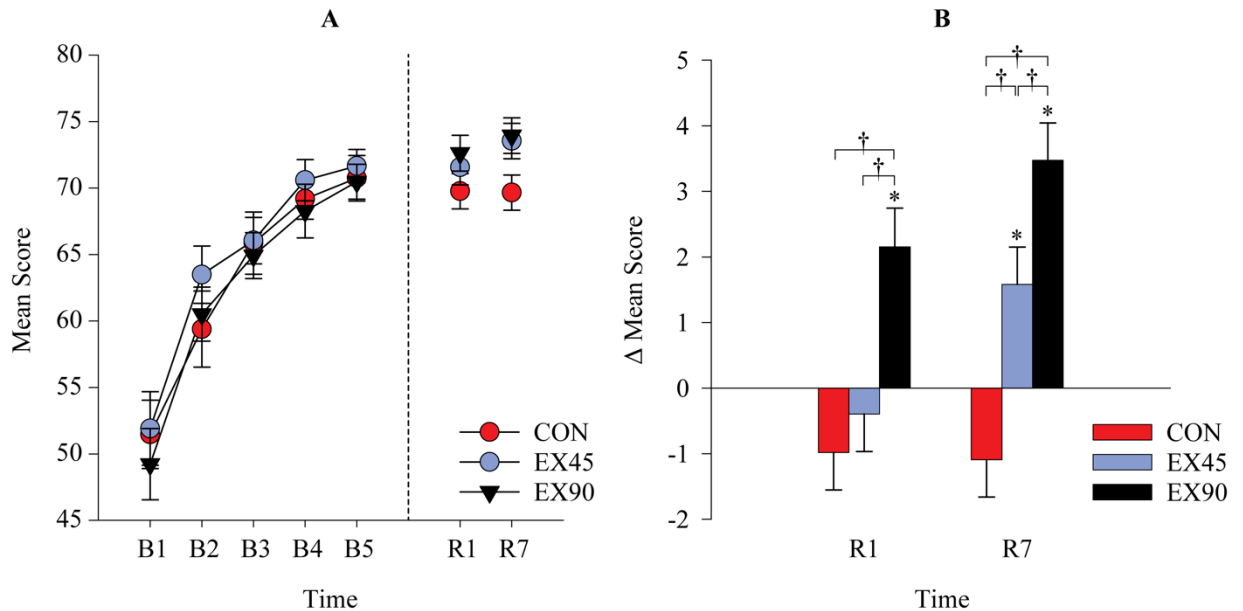 A
Mean Score
80
75
70
65
60
55
50
45
B1 B2 B3 B4 B5 R1 R7
Time
CON
EX45
EX90
B
Δ Mean Score
5
4
3
2
1
0
-1
-2
† † †
† †
* * *
R1 R7
Time
CON
EX45
EX90